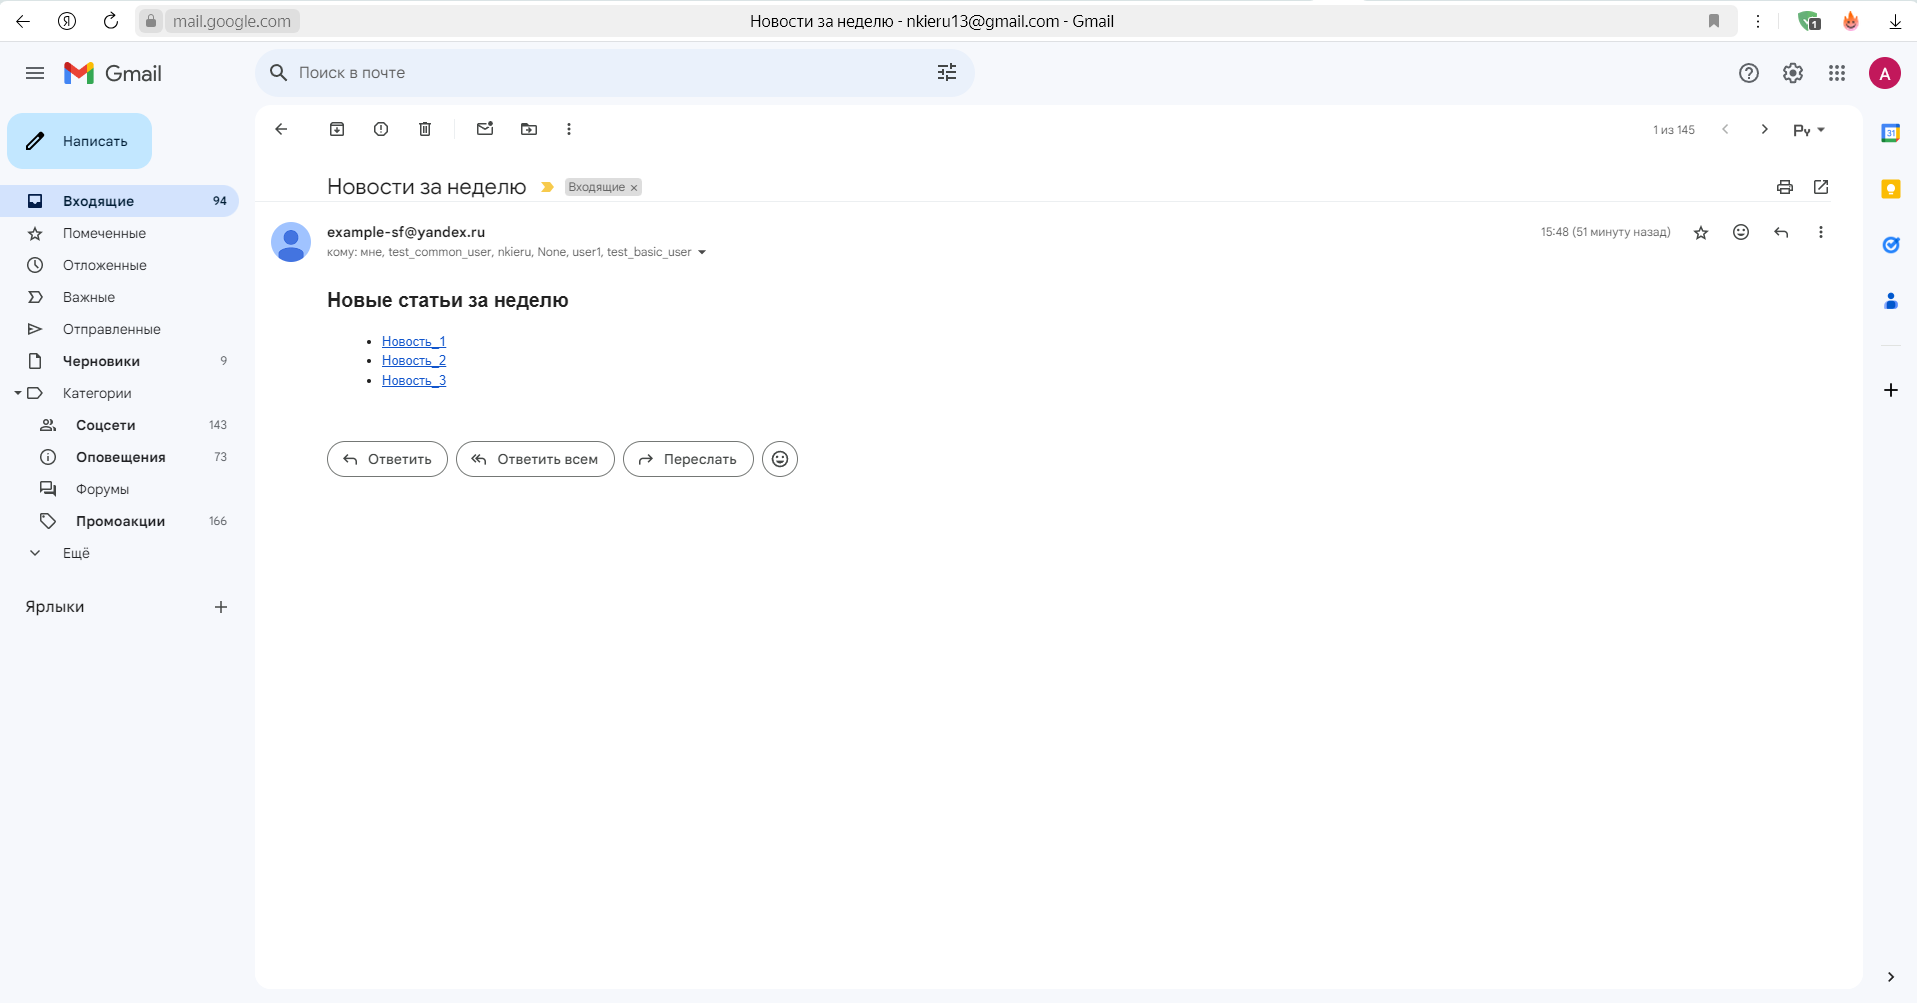 mail.google.com
Новости за неделю - nkieru13@gmail.com - Gmail
1
Gmail
Поиск в почте
A
Написать
1 из 145
Ру
31
Новости за неделю
Входящие ×
Входящие 94
Помеченные
Отложенные
Важные
Отправленные
Черновики 9
Категории
Соцсети 143
Оповещения 73
Форумы
Промоакции 166
Ещё
Ярлыки
example-sf@yandex.ru
15:48 (51 минуту назад)
кому: мне, test_common_user, nkieru, None, user1, test_basic_user
Новые статьи за неделю
Новость_1
Новость_2
Новость_3
Ответить
Ответить всем
Переслать